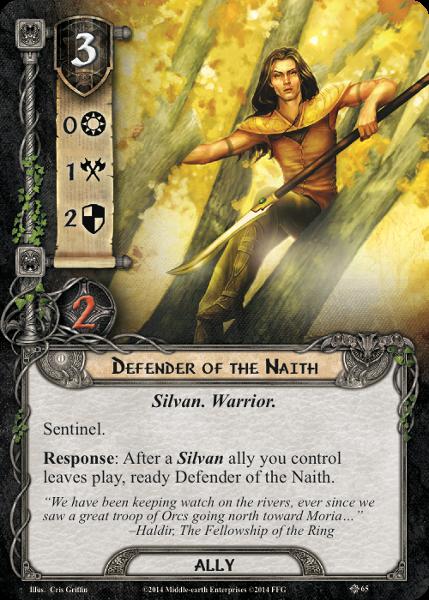 3
0
1
2
2
DEFENDER OF THE NAITH
Silvan. Warrior.
Sentinel.
Response: After a Silvan ally you control
leaves play, ready Defender of the Naith.
“We have been keeping watch on the rivers, ever since we
saw a great troop of Orcs going north toward Moria…”
–Haldir, The Fellowship of the Ring
ALLY
Illus. Cris Griffin ©2014 Middle-earth Enterprises ©2014 FFG 65